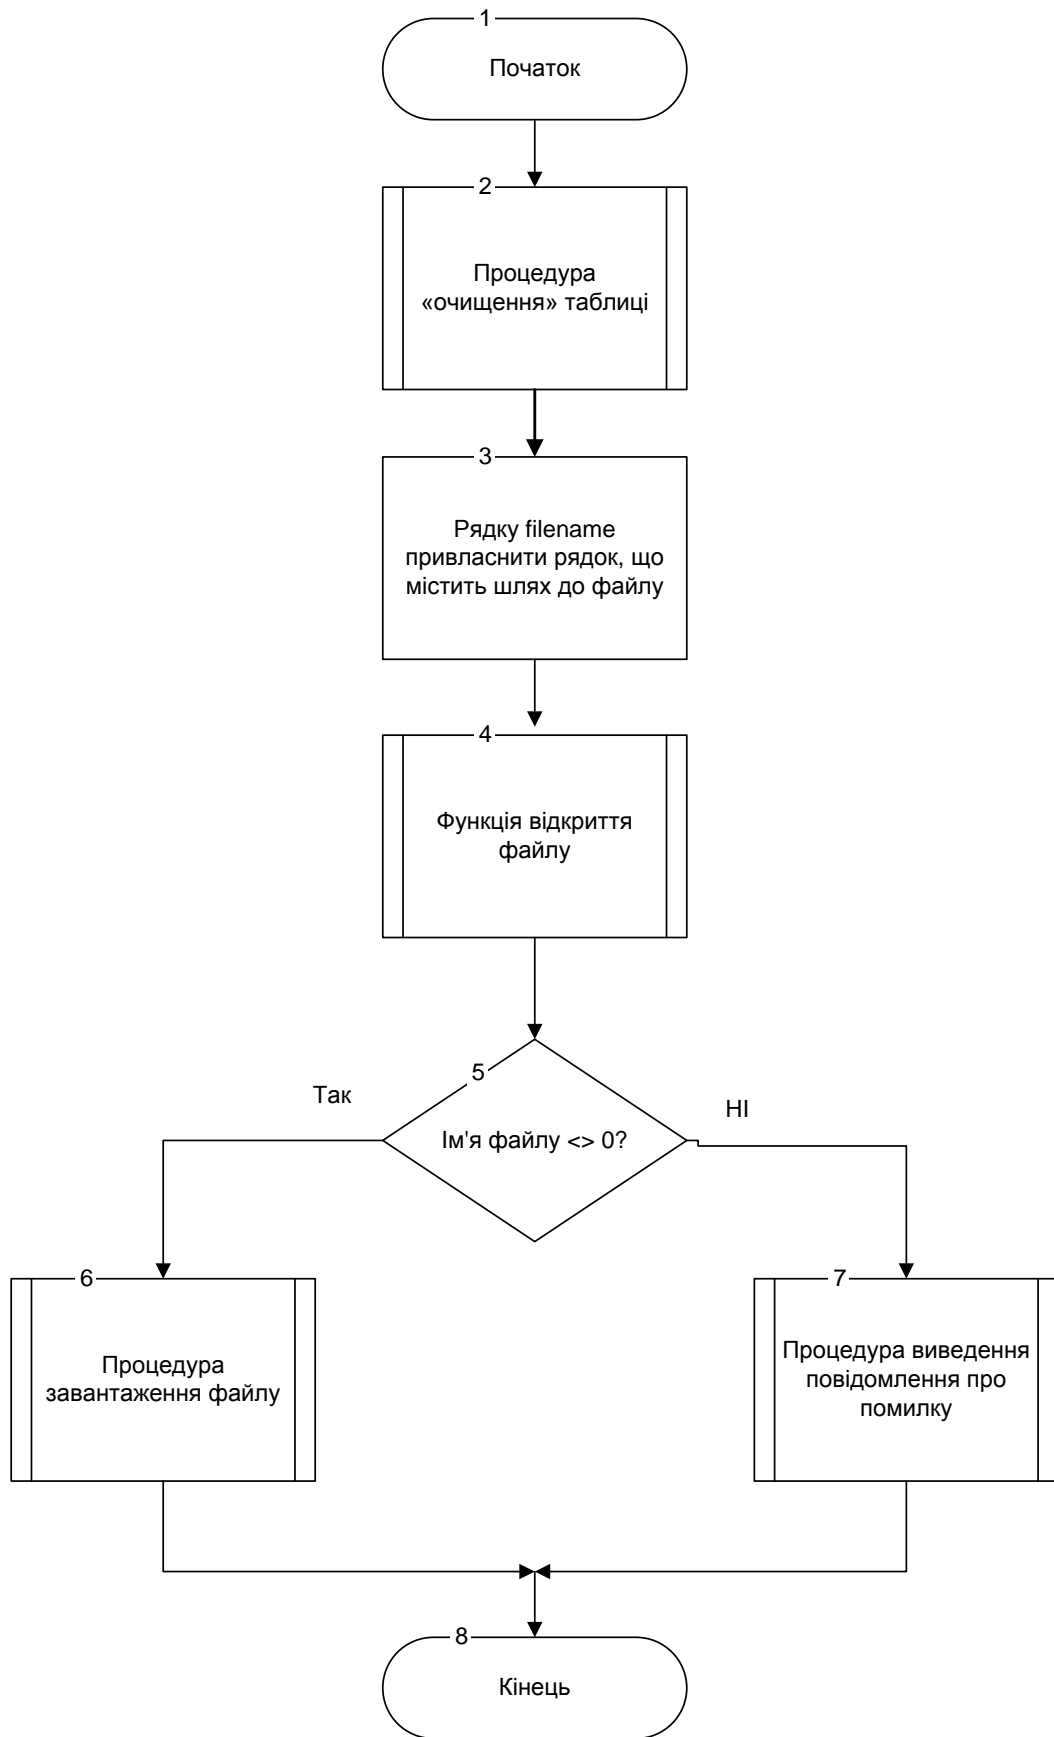 1
Початок
2
Процедура
«очищення» таблиці
3
Рядку filename
привласнити рядок, що
містить шлях до файлу
4
Функція відкриття
файлу
5
Так
НІ
Ім'я файлу <> 0?
6
7
Процедура
завантаження файлу
Процедура виведення
повідомлення про
помилку
8
Кінець